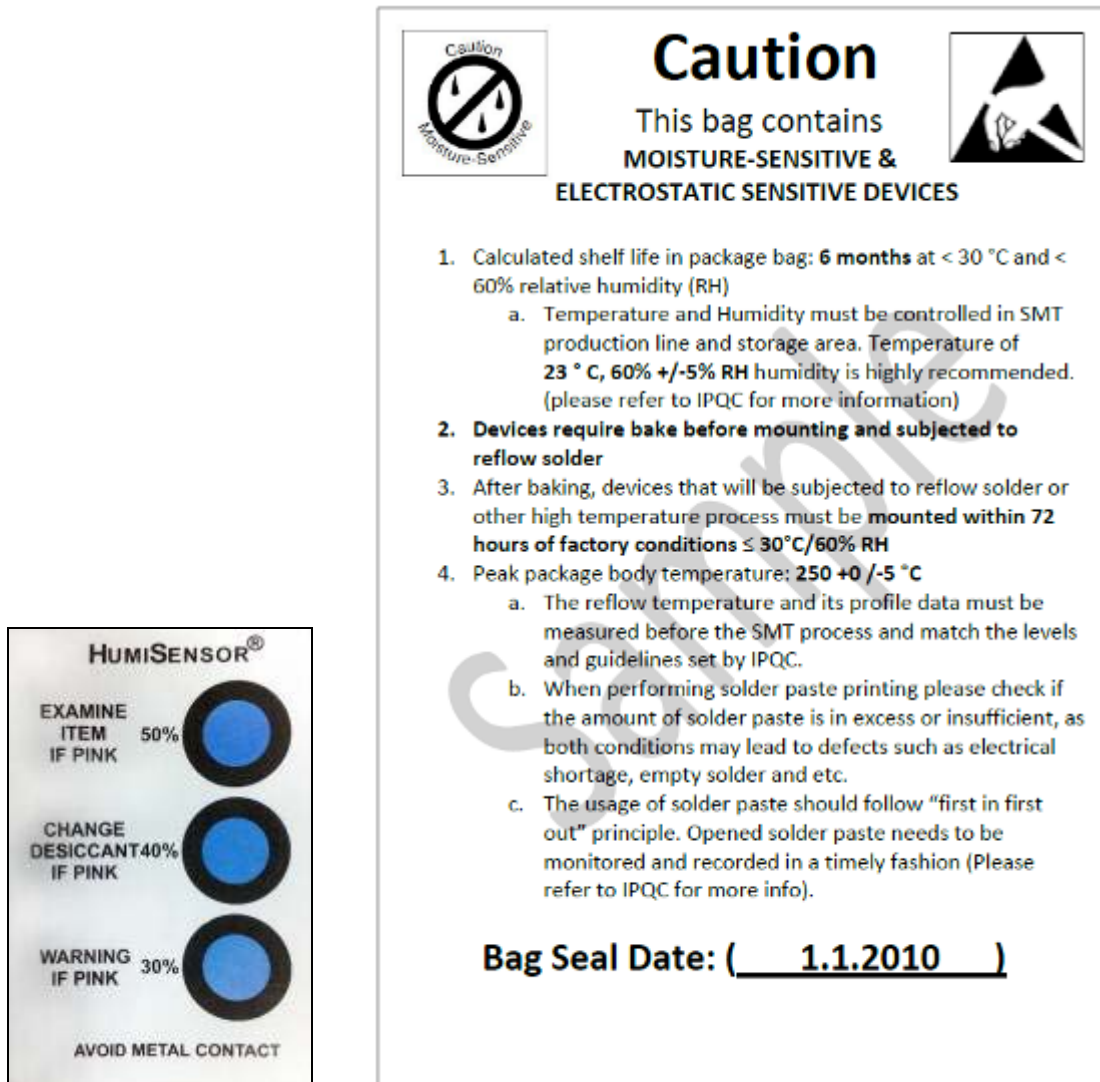 Caution
Moisture-Sensitive
Caution
This bag contains
MOISTURE-SENSITIVE &
ELECTROSTATIC SENSITIVE DEVICES
1. Calculated shelf life in package bag: 6 months at < 30 °C and <
60% relative humidity (RH)
a. Temperature and Humidity must be controlled in SMT
production line and storage area. Temperature of
23 ° C, 60% +/-5% RH humidity is highly recommended.
(please refer to IPQC for more information)
2. Devices require bake before mounting and subjected to
reflow solder
3. After baking, devices that will be subjected to reflow solder or
other high temperature process must be mounted within 72
hours of factory conditions ≤ 30°C/60% RH
4. Peak package body temperature: 250 +0 /-5 °C
a. The reflow temperature and its profile data must be
measured before the SMT process and match the levels
and guidelines set by IPQC.
b. When performing solder paste printing please check if
the amount of solder paste is in excess or insufficient, as
both conditions may lead to defects such as electrical
shortage, empty solder and etc.
c. The usage of solder paste should follow “first in first
out” principle. Opened solder paste needs to be
monitored and recorded in a timely fashion (Please
refer to IPQC for more info).
Bag Seal Date: ( 1.1.2010 )
Sample
HUMISENSOR®
EXAMINE
ITEM 50%
IF PINK
CHANGE
DESICCANT 40%
IF PINK
WARNING 30%
IF PINK
AVOID METAL CONTACT